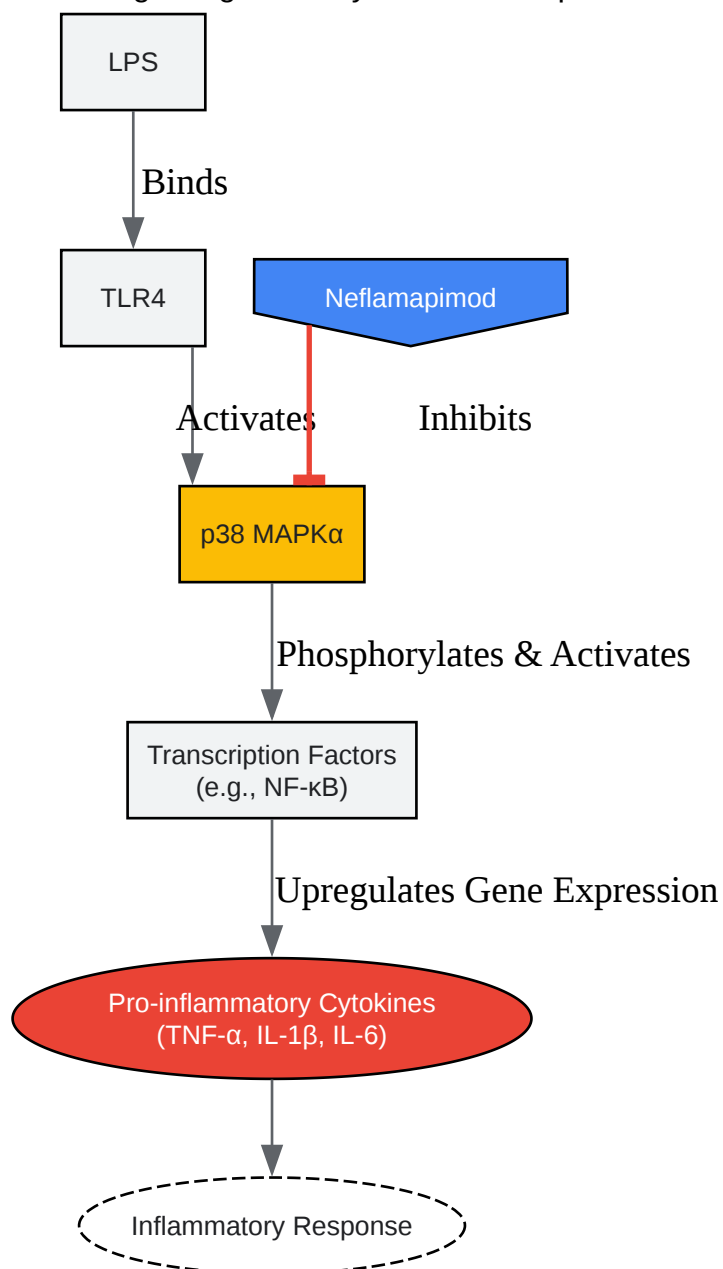 LPS
Binds
TLR4
Neflamapimod
Activates
Inhibits
p38 MAPKα
Phosphorylates & Activates
Transcription Factors
(e.g., NF-κB)
Upregulates Gene Expression
Pro-inflammatory Cytokines
(TNF-α, IL-1β, IL-6)
Inflammatory Response